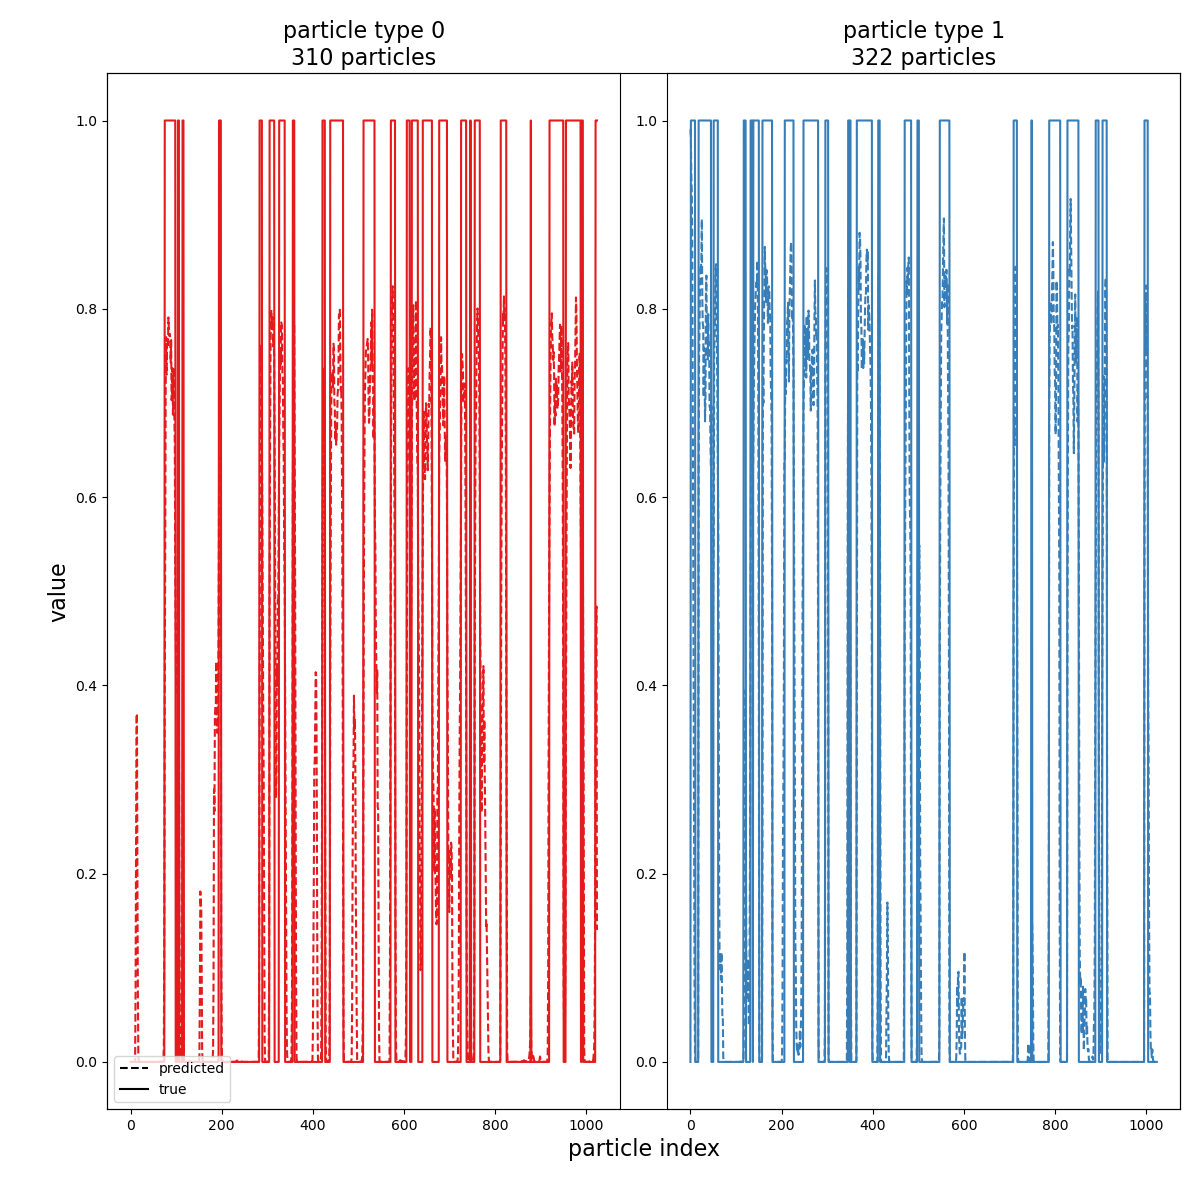 particle type 0
310 particles
particle type 1
322 particles
1.0
0.8
0.6
0.4
0.2
0.0
1.0
0.8
0.6
0.4
0.2
0.0
value
predicted
true
0 200 400 600 800 1000
0 200 400 600 800 1000
particle index